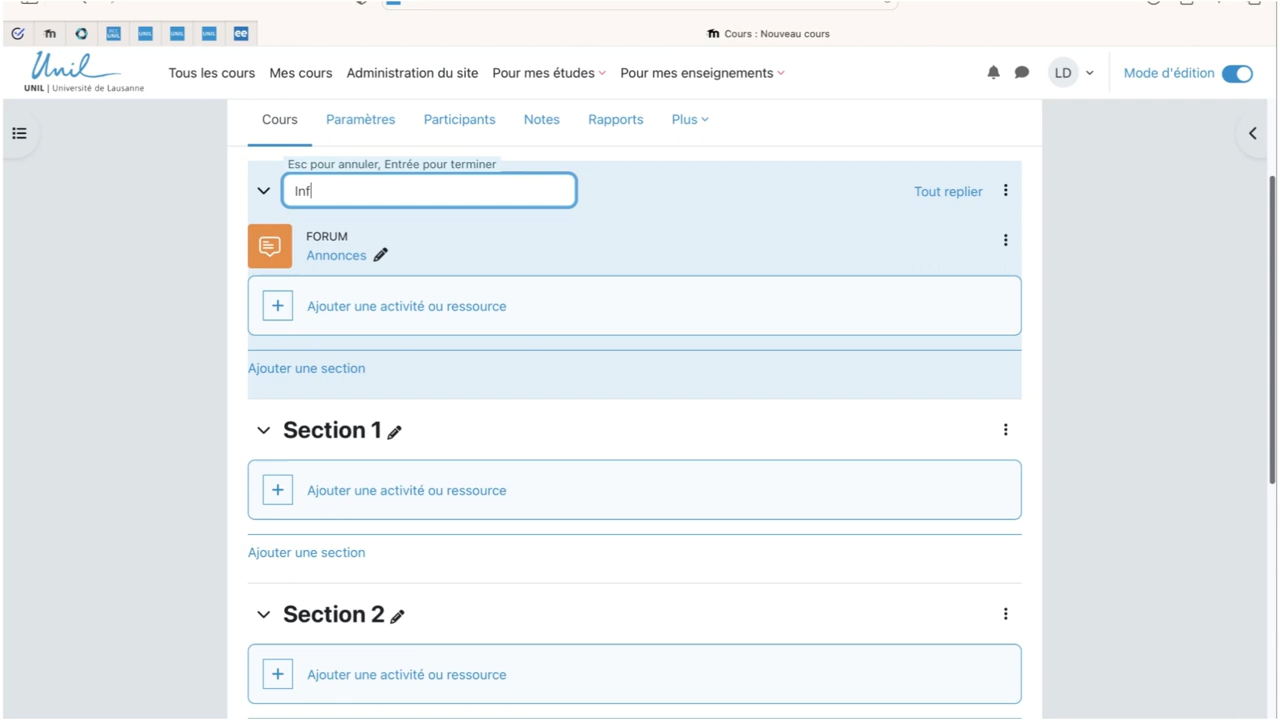 Cours : Nouveau cours
Unil
UNIL | Université de Lausanne
Tous les cours Mes cours Administration du site Pour mes études Pour mes enseignements LD Mode d'édition
Cours Paramètres Participants Notes Rapports Plus
Esc pour annuler, Entrée pour terminer
Inf Tout replier
FORUM
Annonces
Ajouter une activité ou ressource
Ajouter une section
Section 1
Ajouter une activité ou ressource
Ajouter une section
Section 2
Ajouter une activité ou ressource